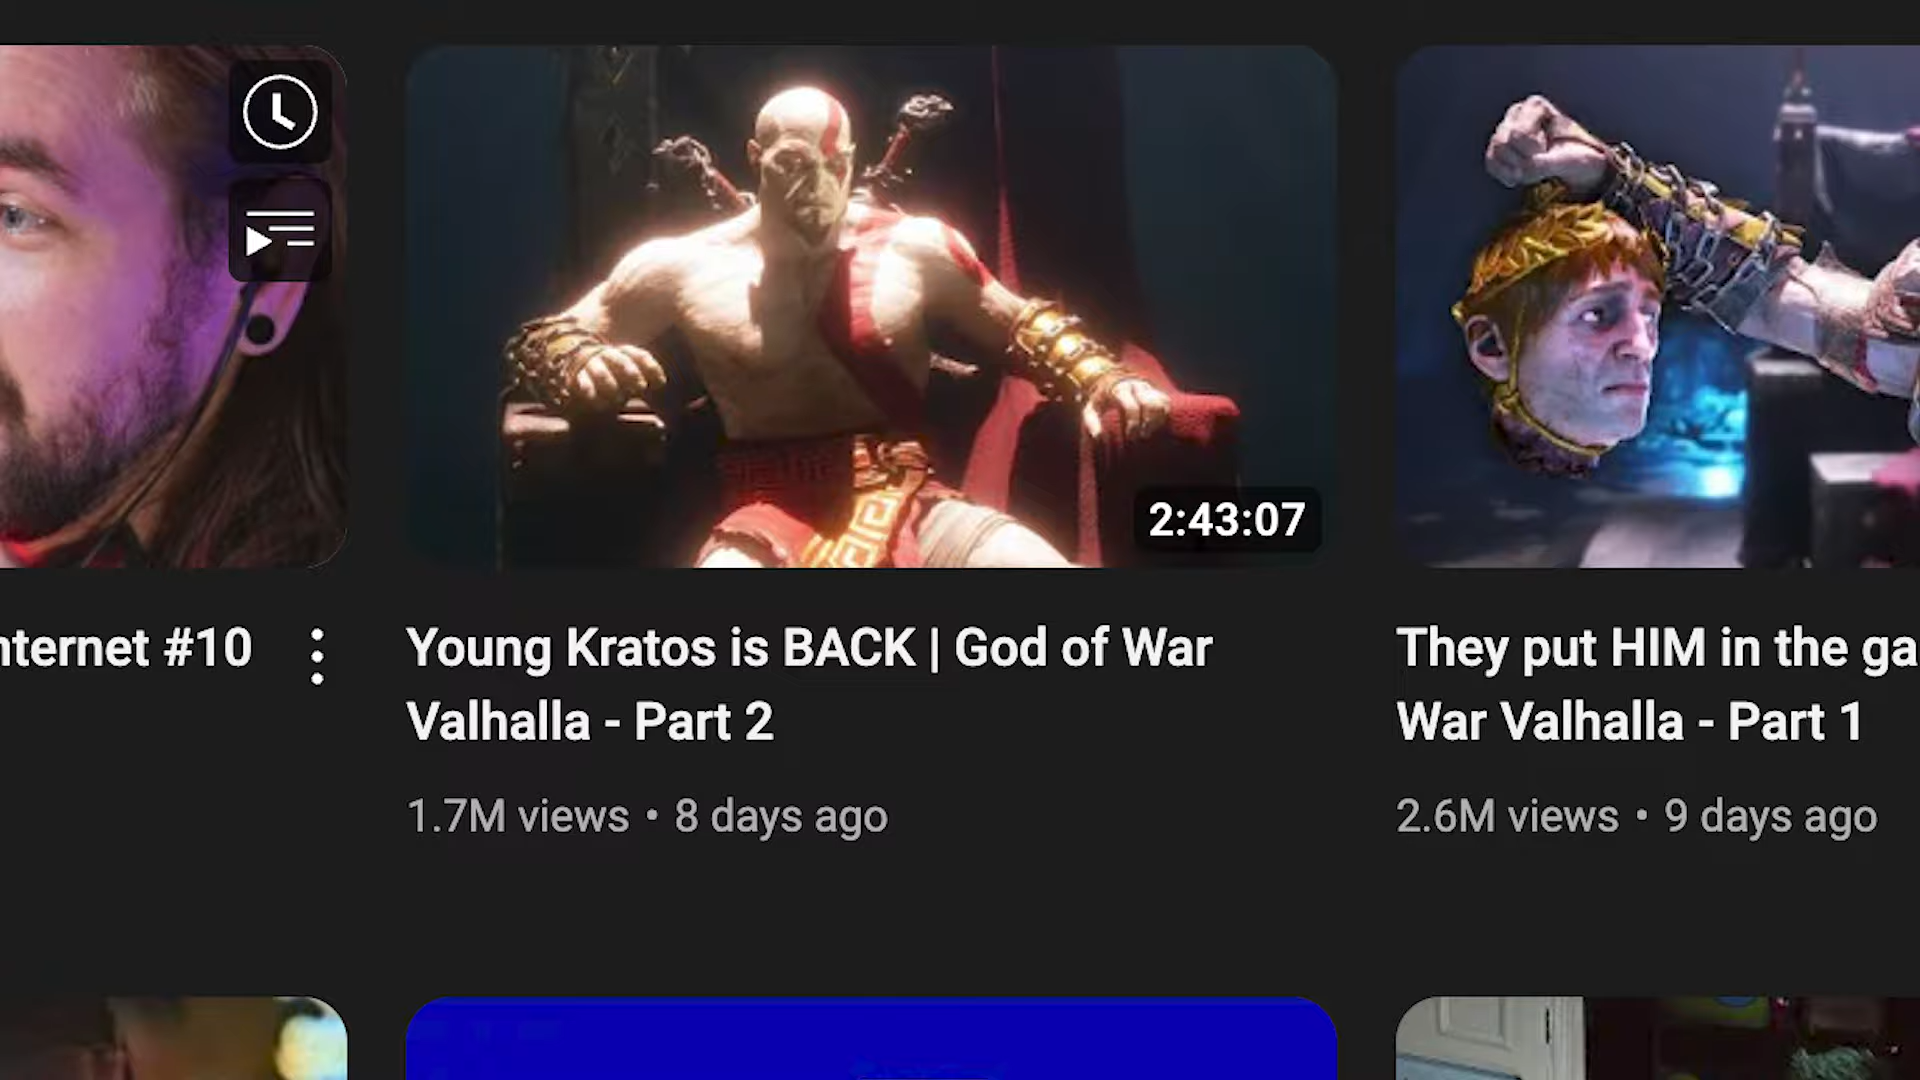 2:43:07
nternet #10
Young Kratos is BACK | God of War
Valhalla - Part 2
1.7M views • 8 days ago
They put HIM in the ga
War Valhalla - Part 1
2.6M views • 9 days ago